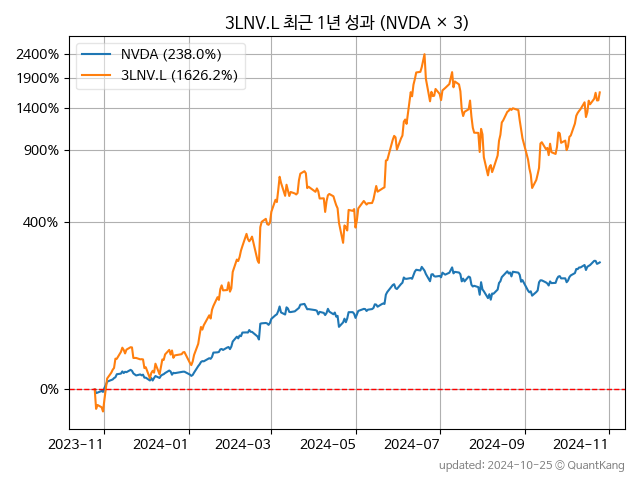 3LNV.L 최근 1년 성과 (NVDA × 3)
NVDA (238.0%)
3LNV.L (1626.2%)
2400%
1900%
1400%
900%
400%
0%
2023-11 2024-01 2024-03 2024-05 2024-07 2024-09 2024-11
updated: 2024-10-25 © QuantKang